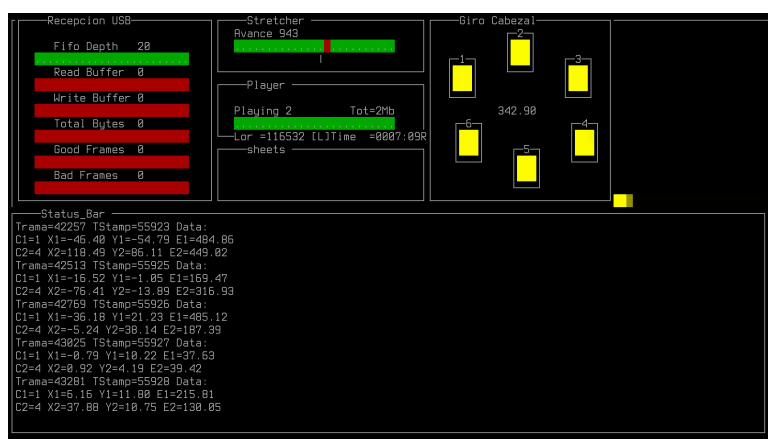 Recepcion USB
Fifo Depth 20
Read Buffer 0
Write Buffer 0
Total Bytes 0
Good Frames 0
Bad Frames 0
Stretcher
Avance 943
Player
Playing 2 Tot=2Mb
Lor =116532 [L]Time =0007:09R
sheets
Giro Cabezal
2
1 3
342.90
6 4
5
Status_Bar
Trama=42257 TStamp=55923 Data:
C1=1 X1=-46.40 Y1=-54.79 E1=484.86
C2=4 X2=118.49 Y2=86.11 E2=449.02
Trama=42513 TStamp=55925 Data:
C1=1 X1=-16.52 Y1=-1.05 E1=169.47
C2=4 X2=-76.41 Y2=-13.89 E2=316.93
Trama=42769 TStamp=55926 Data:
C1=1 X1=-36.18 Y1=21.23 E1=485.12
C2=4 X2=-5.24 Y2=38.14 E2=187.39
Trama=43025 TStamp=55927 Data:
C1=1 X1=-0.79 Y1=10.22 E1=37.63
C2=4 X2=0.92 Y2=4.19 E2=39.42
Trama=43281 TStamp=55928 Data:
C1=1 X1=6.16 Y1=11.80 E1=215.81
C2=4 X2=37.88 Y2=10.75 E2=130.05